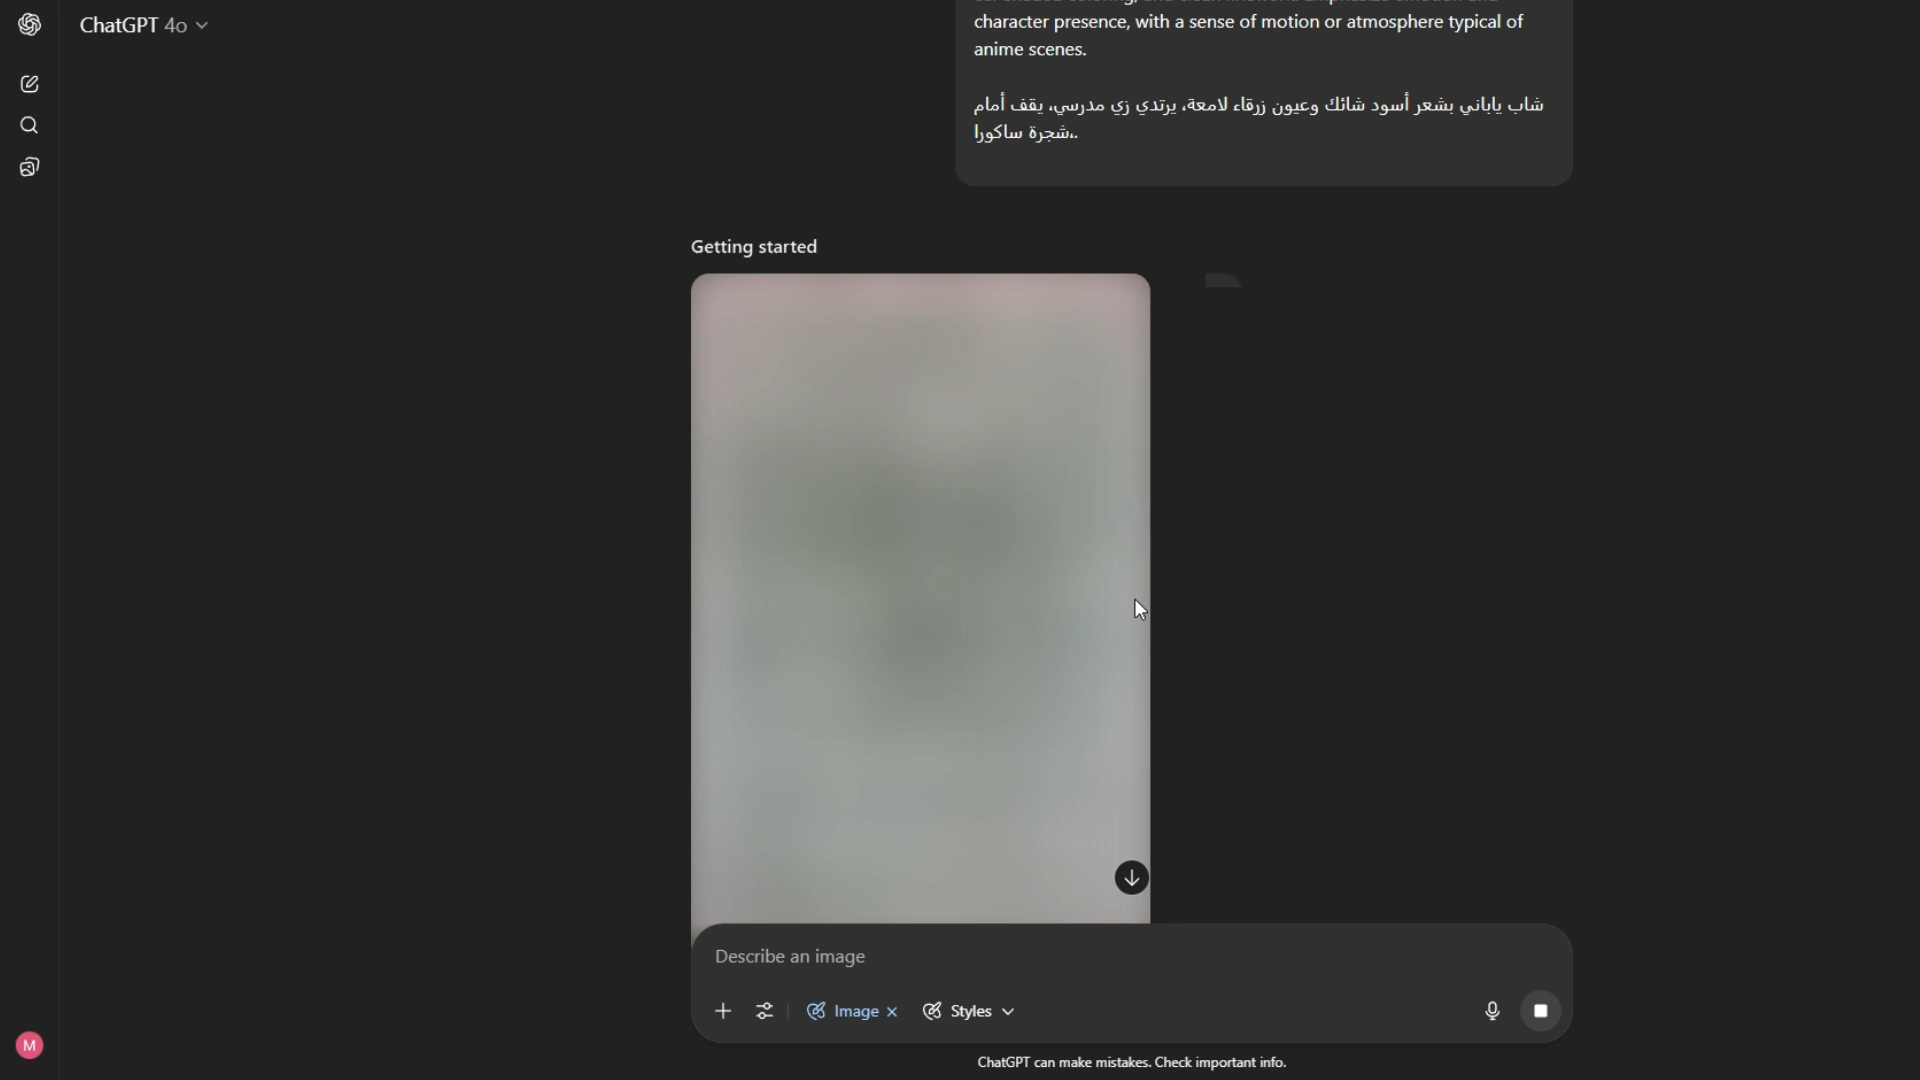 ChatGPT 4o
character presence, with a sense of motion or atmosphere typical of
anime scenes.
شاب ياباني بشعر أسود شائك وعيون زرقاء لامعة، يرتدي زي مدرسي، يقف أمام
شجرة ساكورا،.
Getting started
Describe an image
Image
Styles
M
ChatGPT can make mistakes. Check important info.